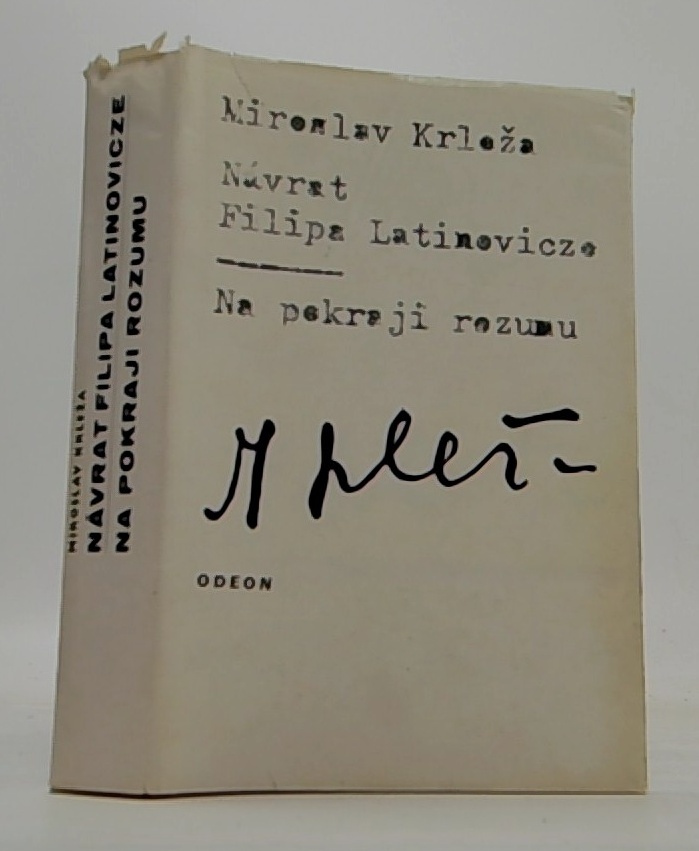 Miroslav Krleža
Návrat
Filipa Latinovicze
Na pokraji rozumu
ODEON
MIROSLAV KRLEŽA
NÁVRAT FILIPA LATINOVICZE
NA POKRAJI ROZUMU